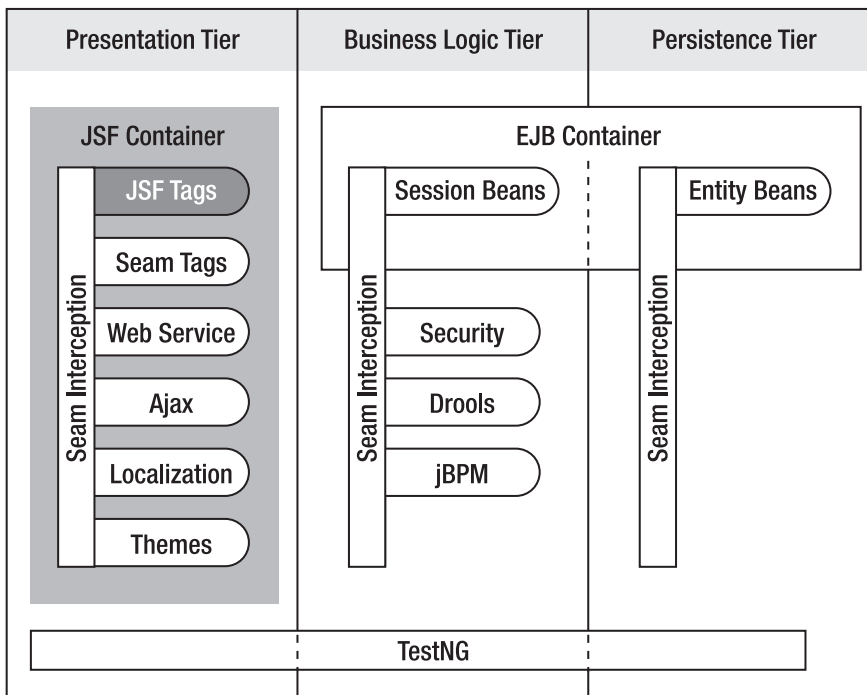 Presentation Tier
Business Logic Tier
Persistence Tier
JSF Container
Seam Interception
JSF Tags
Seam Tags
Web Service
Ajax
Localization
Themes
EJB Container
Seam Interception
Session Beans
Security
Drools
jBPM
Seam Interception
Entity Beans
TestNG